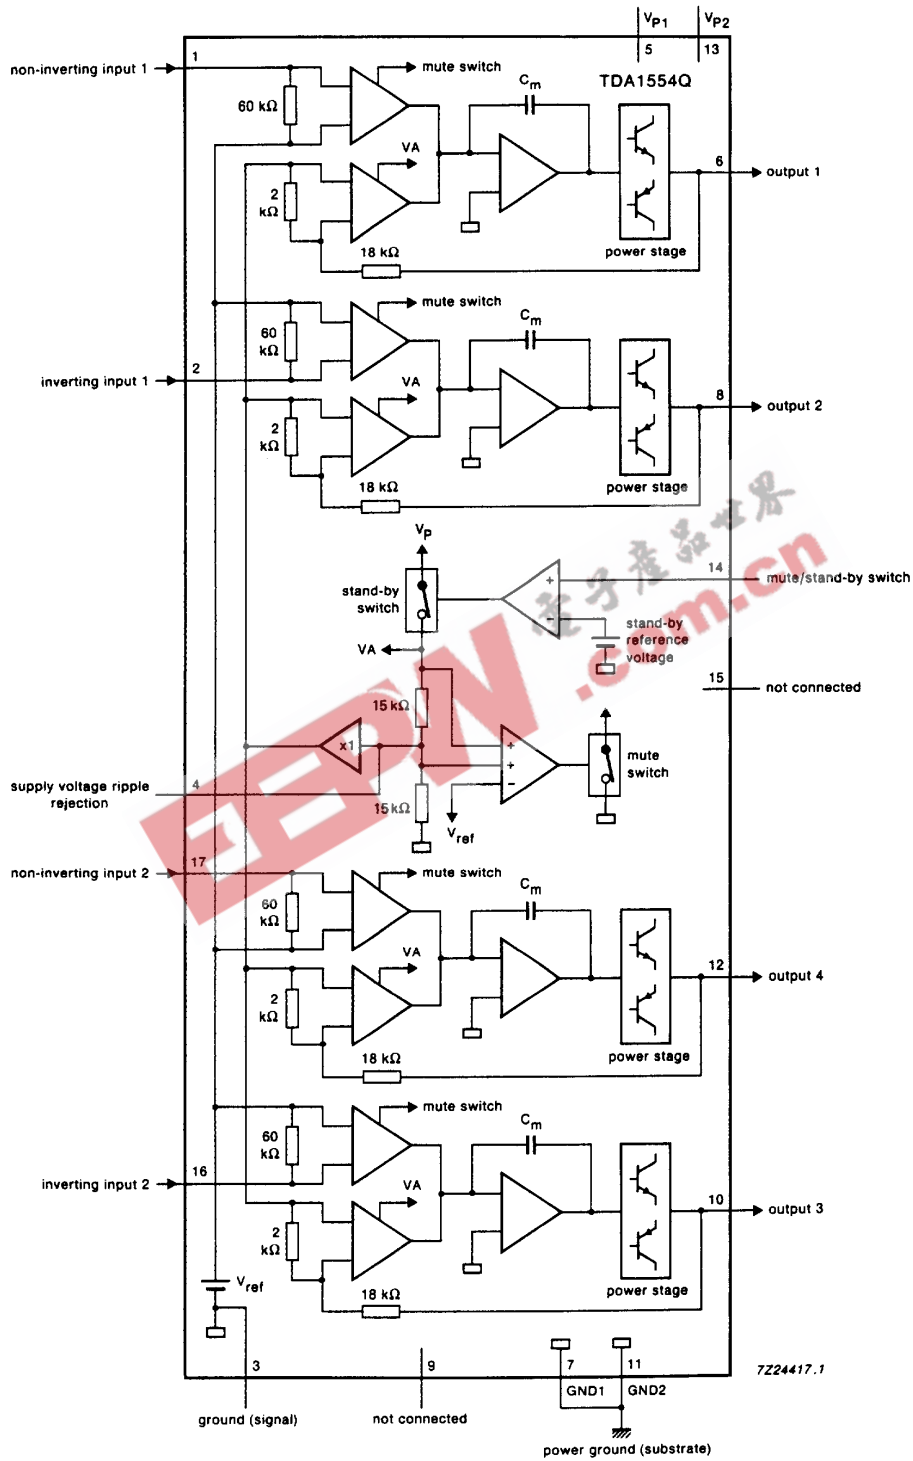 VP1 VP2
1 5 13
non-inverting input 1 mute switch Cm TDA1554Q
60 kΩ
VA 6 output 1
2
kΩ
18 kΩ power stage
mute switch Cm
60
kΩ
2
inverting input 1 VA 8 output 2
2
kΩ
18 kΩ power stage
VP
電子產品世界
14
stand-by
switch
+
mute/stand-by switch
−
stand-by
reference
voltage
VA
.com.cn
15
not connected
15 kΩ
EEPW
x1
+
+
−
mute
switch
supply voltage ripple
rejection
4
15 kΩ
Vref
17
non-inverting input 2 mute switch Cm
60
kΩ
VA 12 output 4
2
kΩ
18 kΩ power stage
mute switch Cm
60
kΩ
16
inverting input 2 VA 10 output 3
2
kΩ
Vref
18 kΩ power stage
3 9 7 11
GND1 GND2
7Z24417.1
ground (signal) not connected
power ground (substrate)